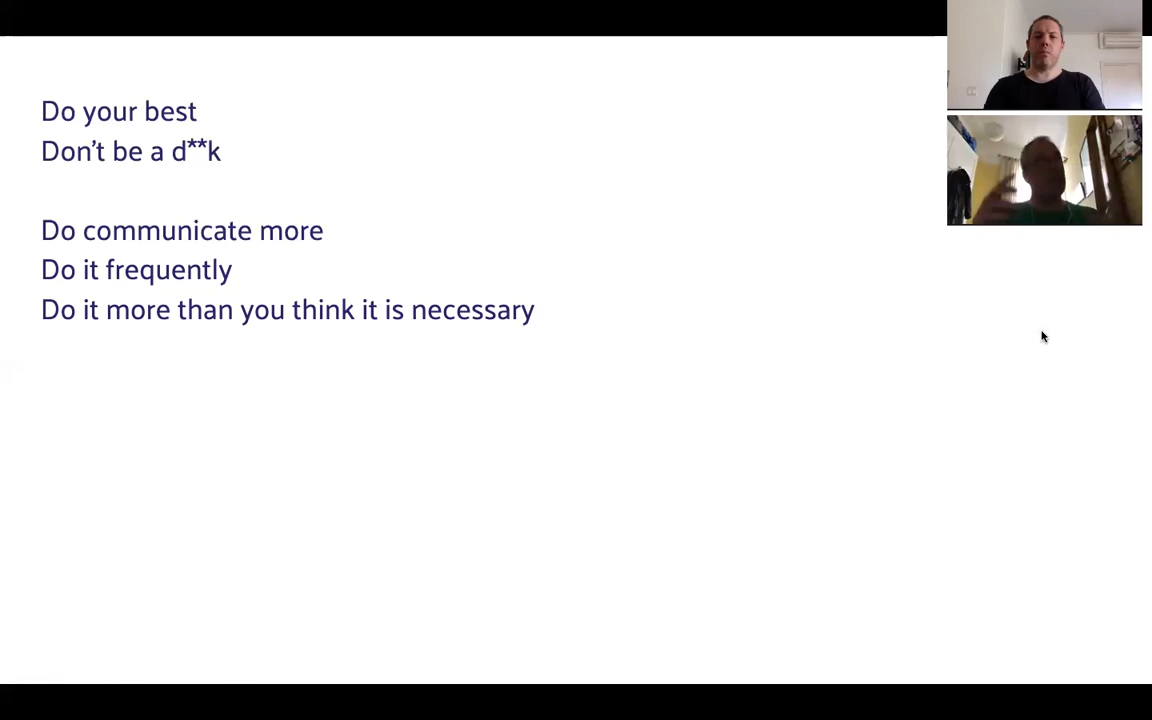 Do your best
Don't be a d**k
Do communicate more
Do it frequently
Do it more than you think it is necessary